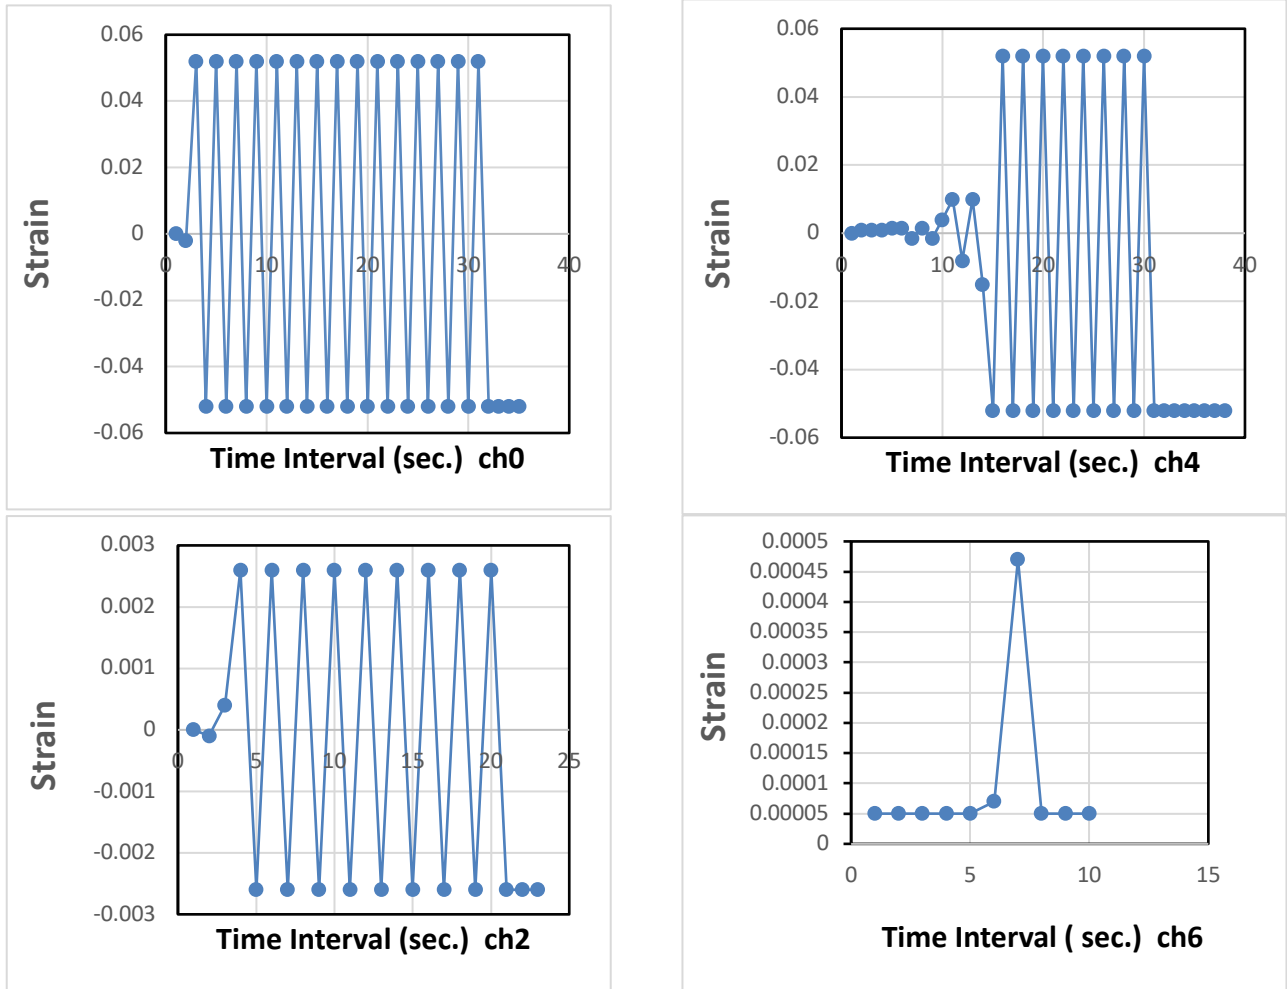 0.06
0.04
0.02
0
-0.02
-0.04
-0.06
0 10 20 30 40
Strain
Time Interval (sec.) ch0
0.06
0.04
0.02
0
-0.02
-0.04
-0.06
0 10 20 30 40
Strain
Time Interval (sec.) ch4
0.003
0.002
0.001
0
-0.001
-0.002
-0.003
0 5 10 15 20 25
Strain
Time Interval (sec.) ch2
0.0005
0.00045
0.0004
0.00035
0.0003
0.00025
0.0002
0.00015
0.0001
0.00005
0
0 5 10 15
Strain
Time Interval ( sec.) ch6